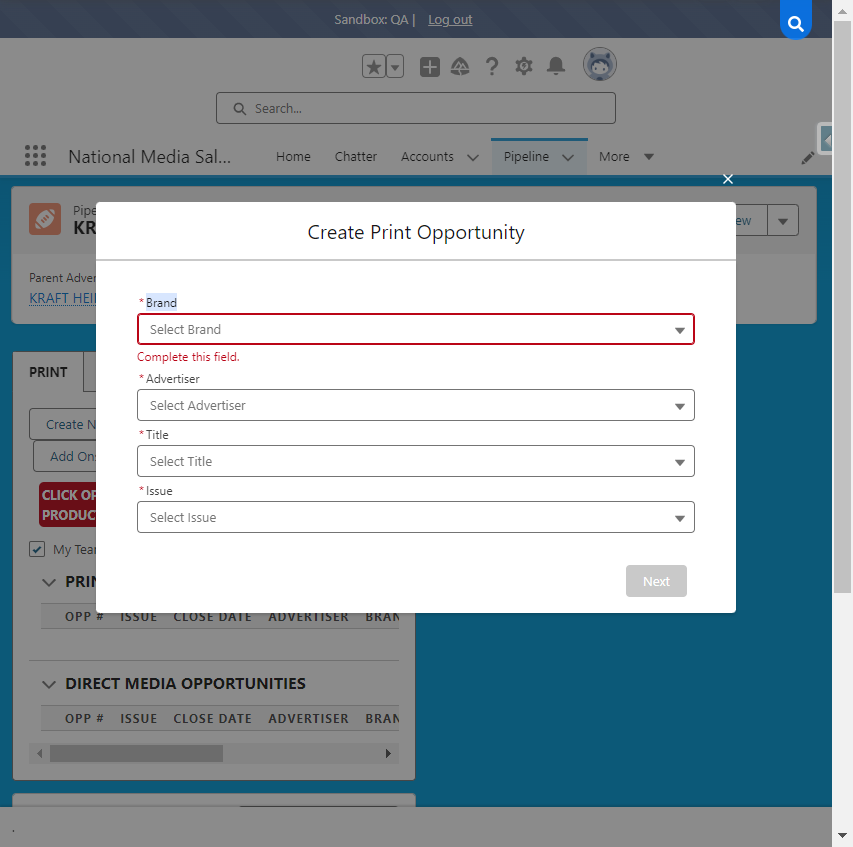 Sandbox: QA | Log out
Search...
National Media Sal... Home Chatter Accounts Pipeline More
Pipe
KR
ew
Parent Adver
KRAFT HEI
Create Print Opportunity
*Brand
Select Brand
Complete this field.
*Advertiser
Select Advertiser
*Title
Select Title
*Issue
Select Issue
Next
PRINT
Create N
Add On
CLICK OP
PRODUC
My Tea
PRIN
OPP # ISSUE CLOSE DATE ADVERTISER BRAN
DIRECT MEDIA OPPORTUNITIES
OPP # ISSUE CLOSE DATE ADVERTISER BRAN
.